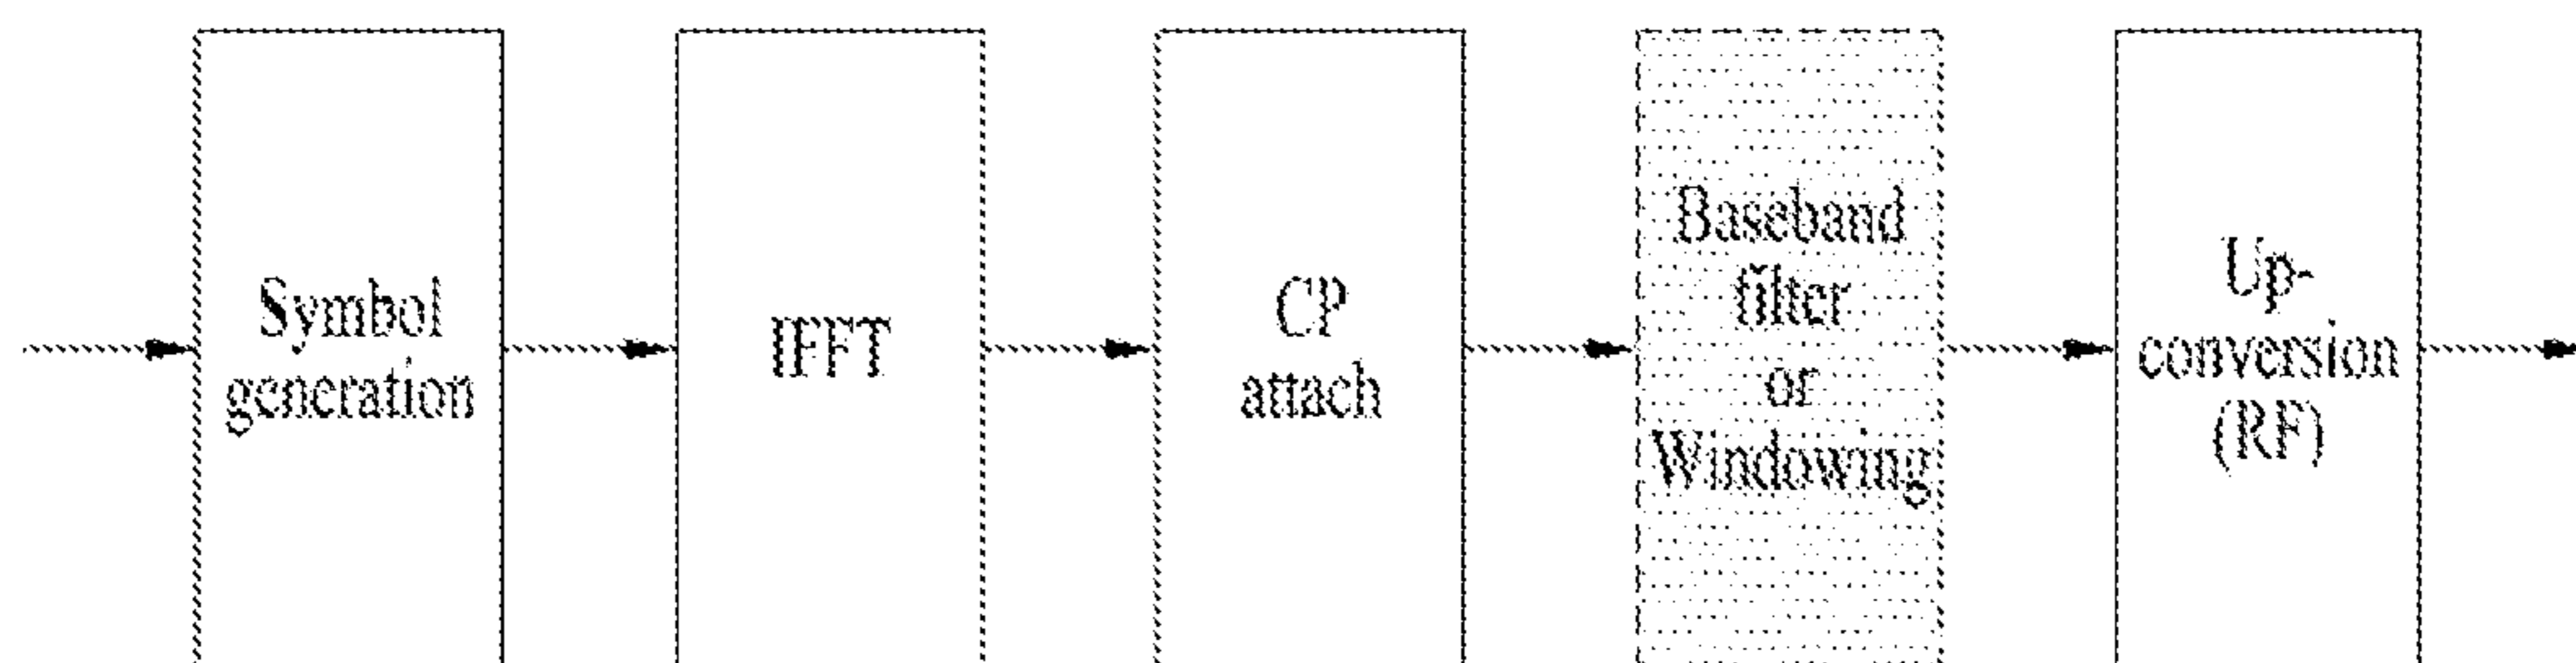 Symbol
generation
IFFT
CP
attach
Baseband
filter
or
Windowing
Up-
conversion
(RF)